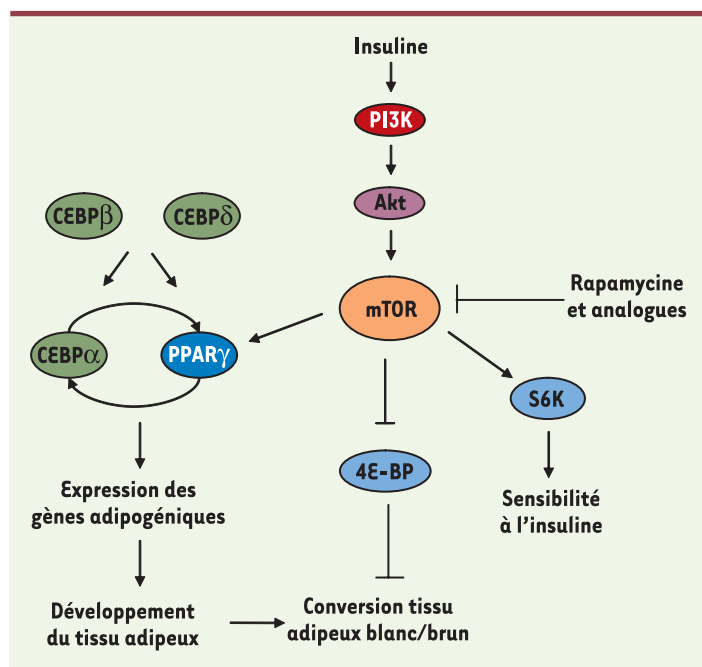 Insuline
PI3K
Akt
CEBPβ
CEBPδ
mTOR
Rapamycine
et analogues
CEBPα
PPARγ
S6K
4E-BP
Expression des
gènes adipogéniques
Sensibilité
à l'insuline
Développement
du tissu adipeux
Conversion tissu
adipeux blanc/brun